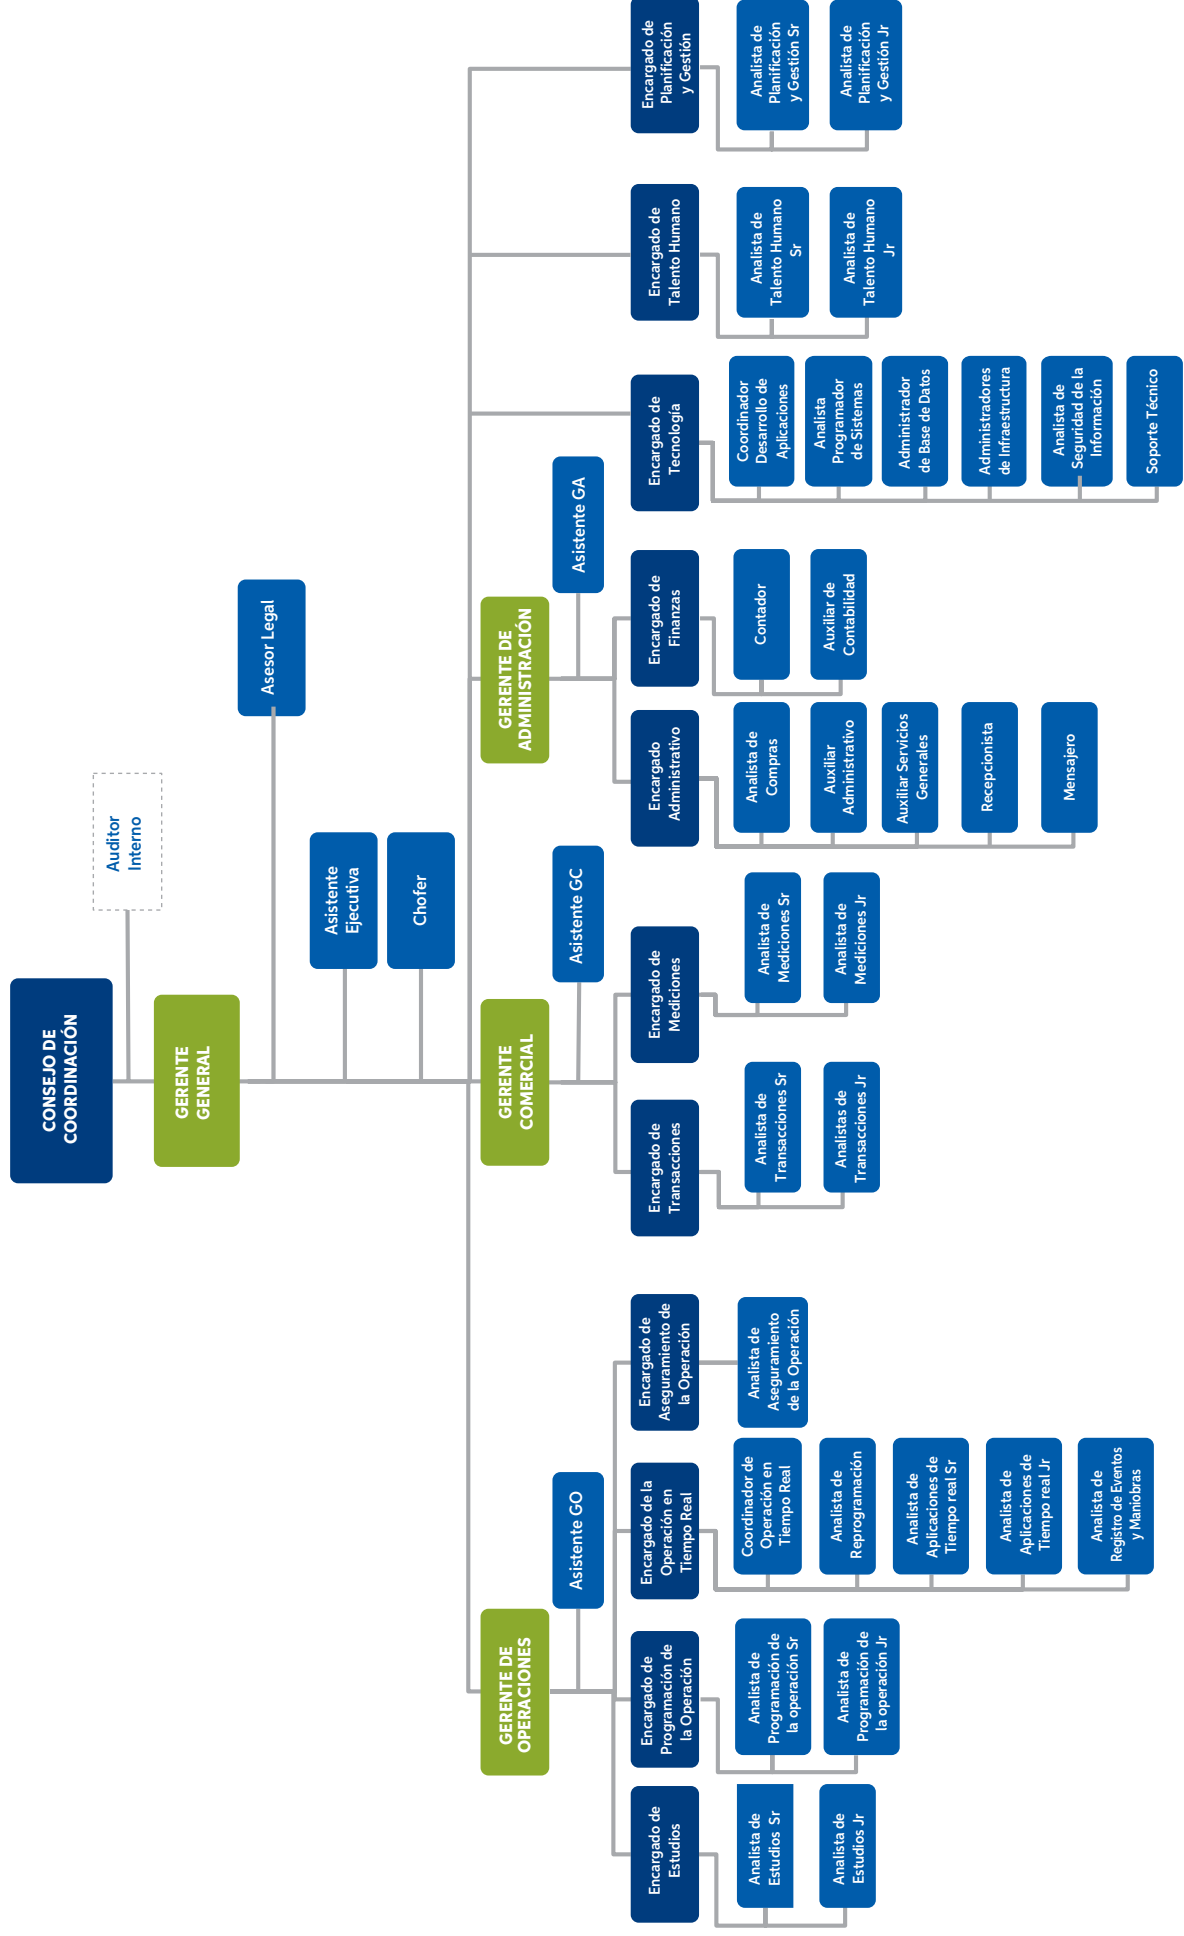 CONSEJO DE
COORDINACIÓN
Auditor
Interno
GERENTE
GENERAL
Asesor Legal
Asistente
Ejecutiva
Chofer
GERENTE DE
OPERACIONES
Asistente GO
Encargado de
Estudios
Analista de
Estudios Sr
Analista de
Estudios Jr
Encargado de
Programación de
la Operación
Analista de
Programación de
la operación Sr
Analista de
Programación de
la operación Jr
Encargado de la
Operación en
Tiempo Real
Coordinador de
Operación en
Tiempo Real
Analista de
Reprogramación
Analista de
Aplicaciones de
Tiempo real Sr
Analista de
Aplicaciones de
Tiempo real Jr
Analista de
Registro de Eventos
y Maniobras
Encargado de
Aseguramiento de
la Operación
Analista de
Aseguramiento
de la Operación
GERENTE
COMERCIAL
Asistente GC
Encargado de
Transacciones
Analista de
Transacciones Sr
Analistas de
Transacciones Jr
Encargado de
Mediciones
Analista de
Mediciones Sr
Analista de
Mediciones Jr
GERENTE DE
ADMINISTRACIÓN
Asistente GA
Encargado
Administrativo
Analista de
Compras
Auxiliar
Administrativo
Auxiliar Servicios
Generales
Recepcionista
Mensajero
Encargado de
Finanzas
Contador
Auxiliar de
Contabilidad
Encargado de
Tecnología
Coordinador
Desarrollo de
Aplicaciones
Analista
Programador
de Sistemas
Administrador
de Base de Datos
Administradores
de Infraestructura
Analista de
Seguridad de la
Información
Soporte Técnico
Encargado de
Talento Humano
Analista de
Talento Humano
Sr
Analista de
Talento Humano
Jr
Encargado de
Planificación
y Gestión
Analista de
Planificación
y Gestión Sr
Analista de
Planificación
y Gestión Jr